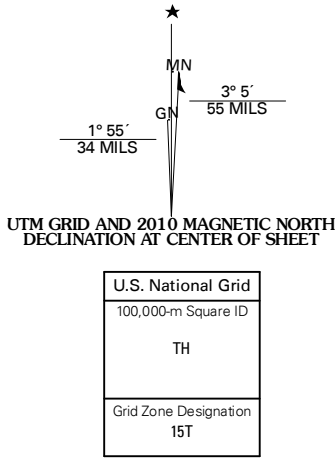 ★
MN
3° 5´
55 MILS
GN
1° 55´
34 MILS
UTM GRID AND 2010 MAGNETIC NORTH
DECLINATION AT CENTER OF SHEET
U.S. National Grid
100,000-m Square ID
TH
Grid Zone Designation
15T